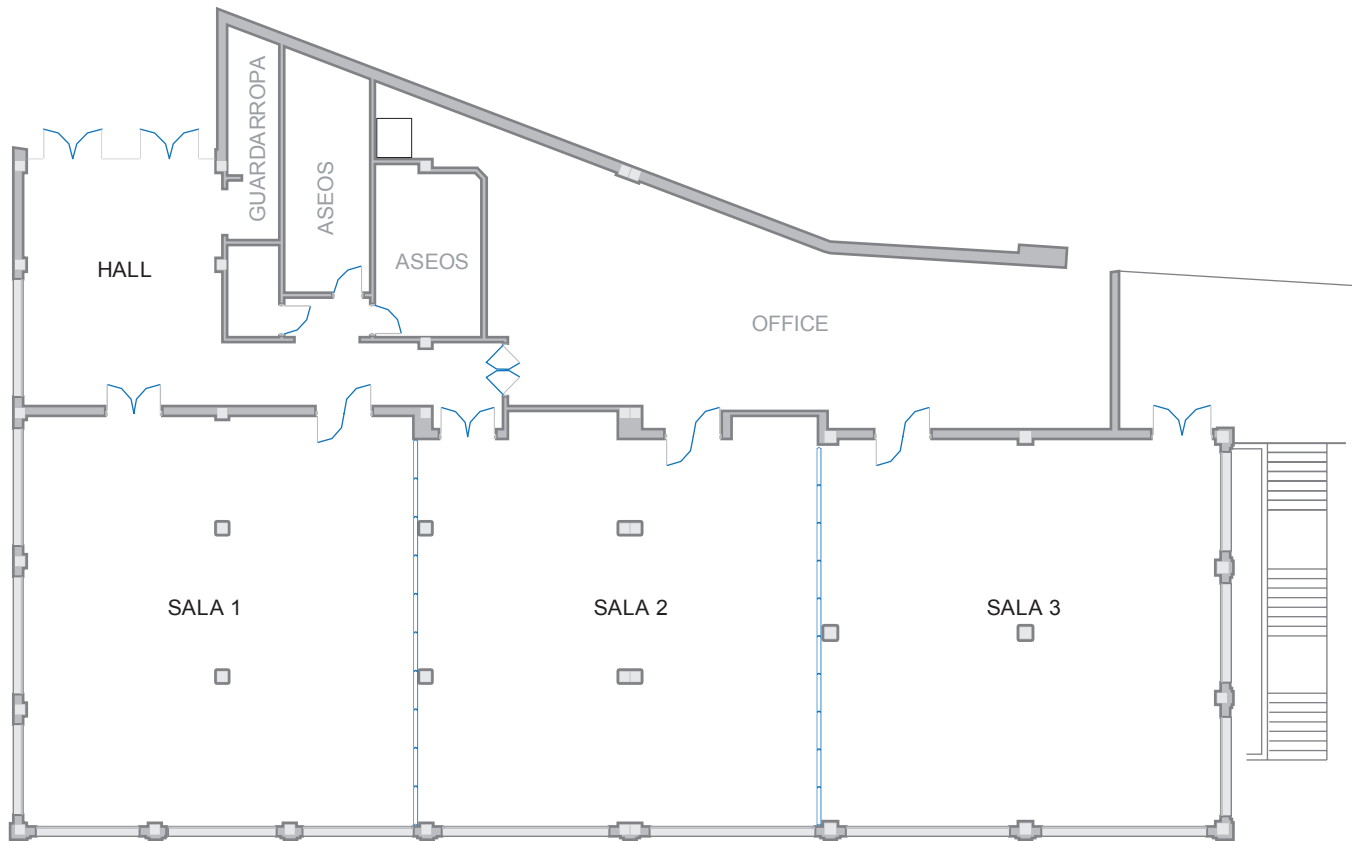 GUARDARROPA
ASEOS
ASEOS
HALL
OFFICE
SALA 1
SALA 2
SALA 3